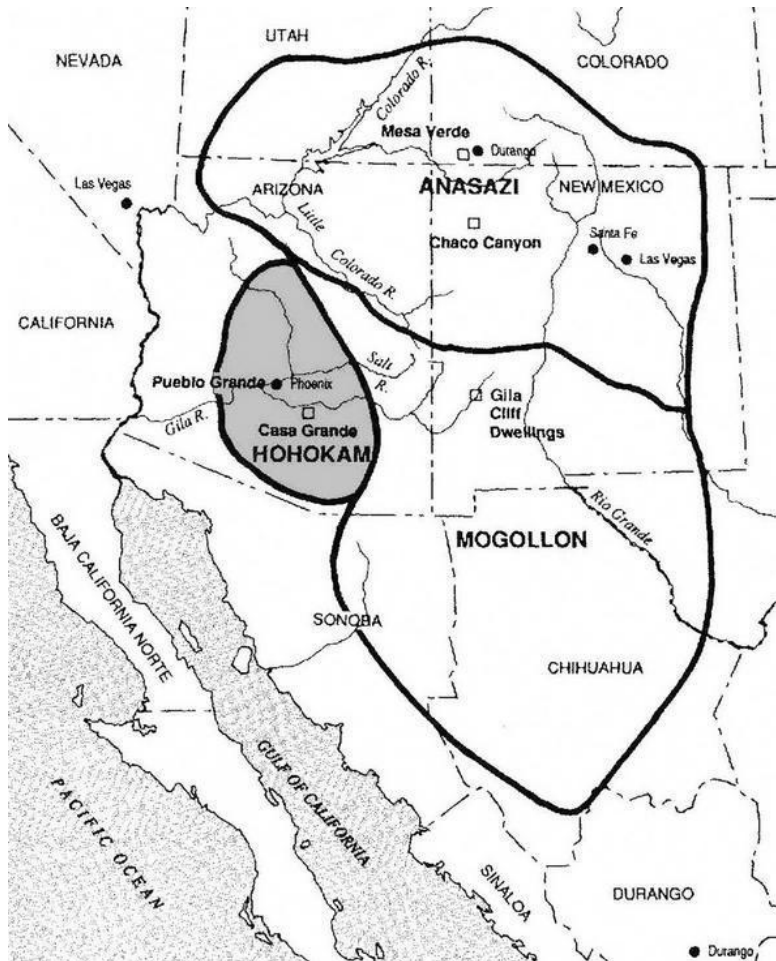 UTAH
NEVADA
COLORADO
Colorado R.
Mesa Verde
Durango
Las Vegas
ARIZONA
ANASAZI
NEW MEXICO
Little
Colorado R.
Chaco Canyon
Santa Fe
Las Vegas
CALIFORNIA
Salt
R.
Pueblo Grande
Phoenix
Gila
Cliff
Dwellings
Gila R.
Casa Grande
HOHOKAM
Rio Grande
MOGOLLON
BAJA CALIFORNIA NORTE
SONORA
CHIHUAHUA
GULF OF CALIFORNIA
PACIFIC OCEAN
SINALOA
DURANGO
Durango